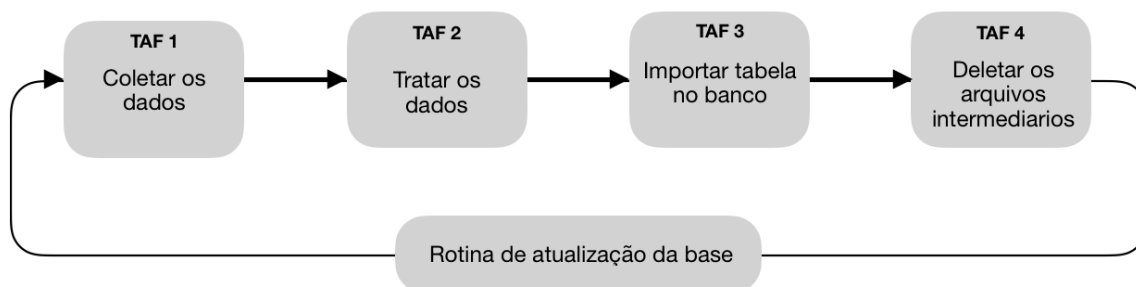 TAF 1
Coletar os
dados
TAF 2
Tratar os
dados
TAF 3
Importar tabela
no banco
TAF 4
Deletar os
arquivos
intermediarios
Rotina de atualização da base